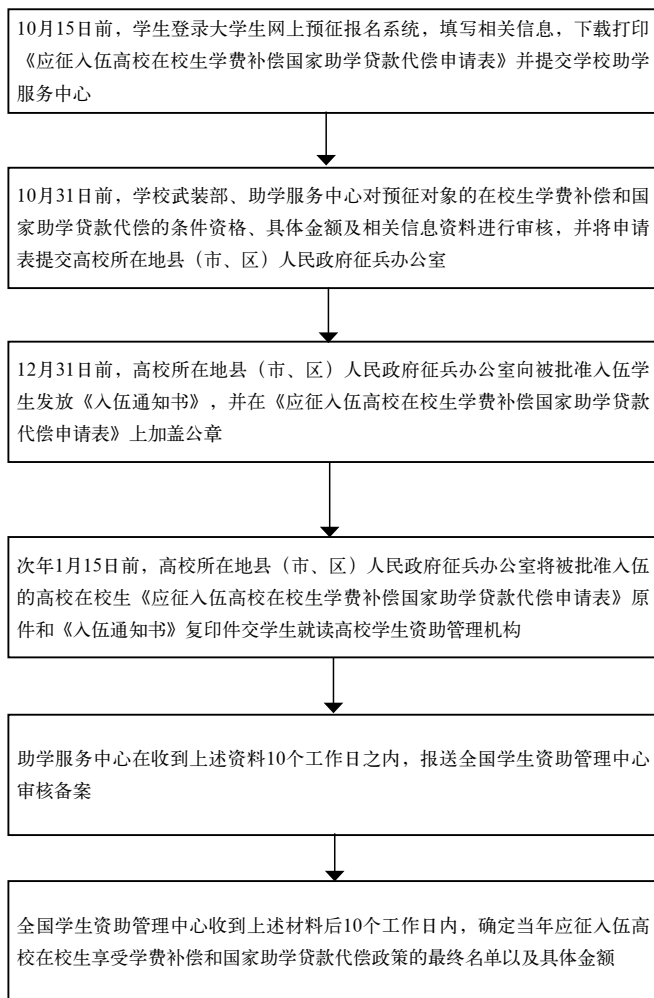 10月15日前，学生登录大学生网上预征报名系统，填写相关信息，下载打印
《应征入伍高校在校生学费补偿国家助学贷款代偿申请表》并提交学校助学
服务中心
10月31日前，学校武装部、助学服务中心对预征对象的在校生学费补偿和国
家助学贷款代偿的条件资格、具体金额及相关信息资料进行审核，并将申请
表提交高校所在地县（市、区）人民政府征兵办公室
12月31日前，高校所在地县（市、区）人民政府征兵办公室向被批准入伍学
生发放《入伍通知书》，并在《应征入伍高校在校生学费补偿国家助学贷款
代偿申请表》上加盖公章
次年1月15日前，高校所在地县（市、区）人民政府征兵办公室将被批准入伍
的高校在校生《应征入伍高校在校生学费补偿国家助学贷款代偿申请表》原
件和《入伍通知书》复印件交学生就读高校学生资助管理机构
助学服务中心在收到上述资料10个工作日之内，报送全国学生资助管理中心
审核备案
全国学生资助管理中心收到上述材料后10个工作日内，确定当年应征入伍高
校在校生享受学费补偿和国家助学贷款代偿政策的最终名单以及具体金额